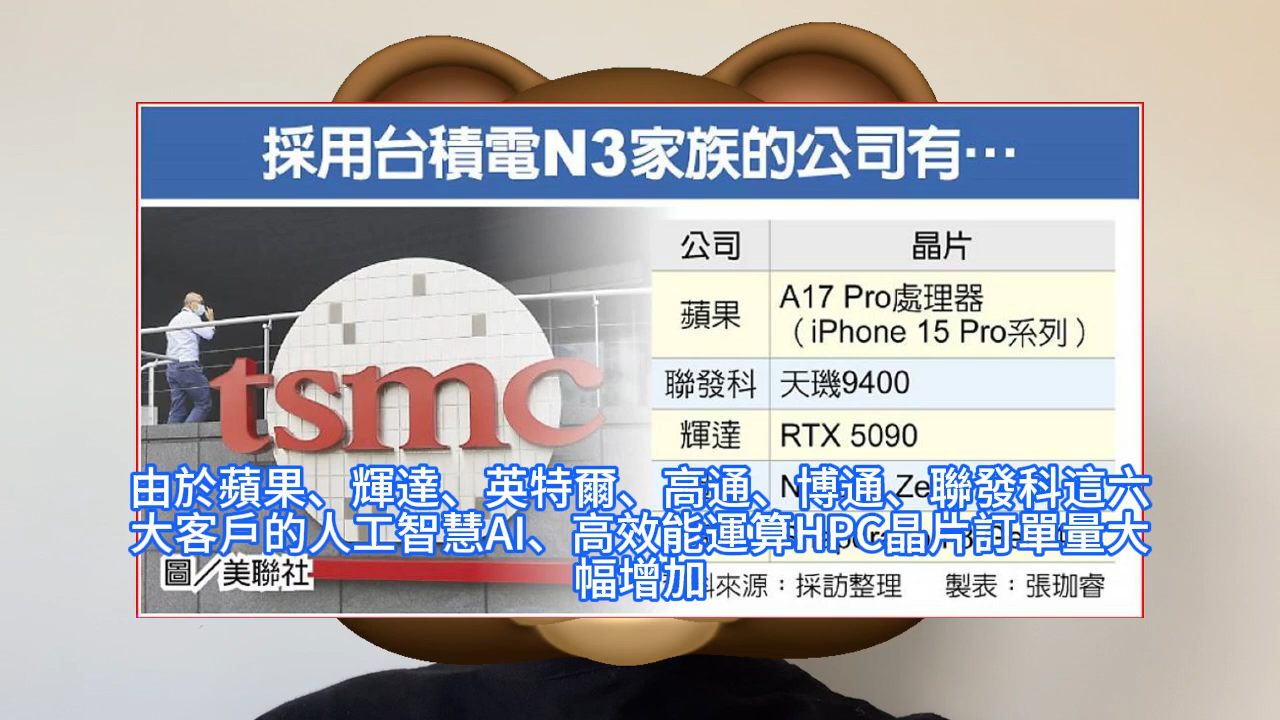 採用台積電N3家族的公司有…
公司 晶片
蘋果 A17 Pro處理器
（iPhone 15 Pro系列）
聯發科 天璣9400
輝達 RTX 5090
tsmc
由於蘋果、輝達、英特爾、高通、博通、聯發科這六
大客戶的人工智慧AI、高效能運算HPC晶片訂單量大
幅增加
圖／美聯社
料來源：採訪整理 製表：張珈睿